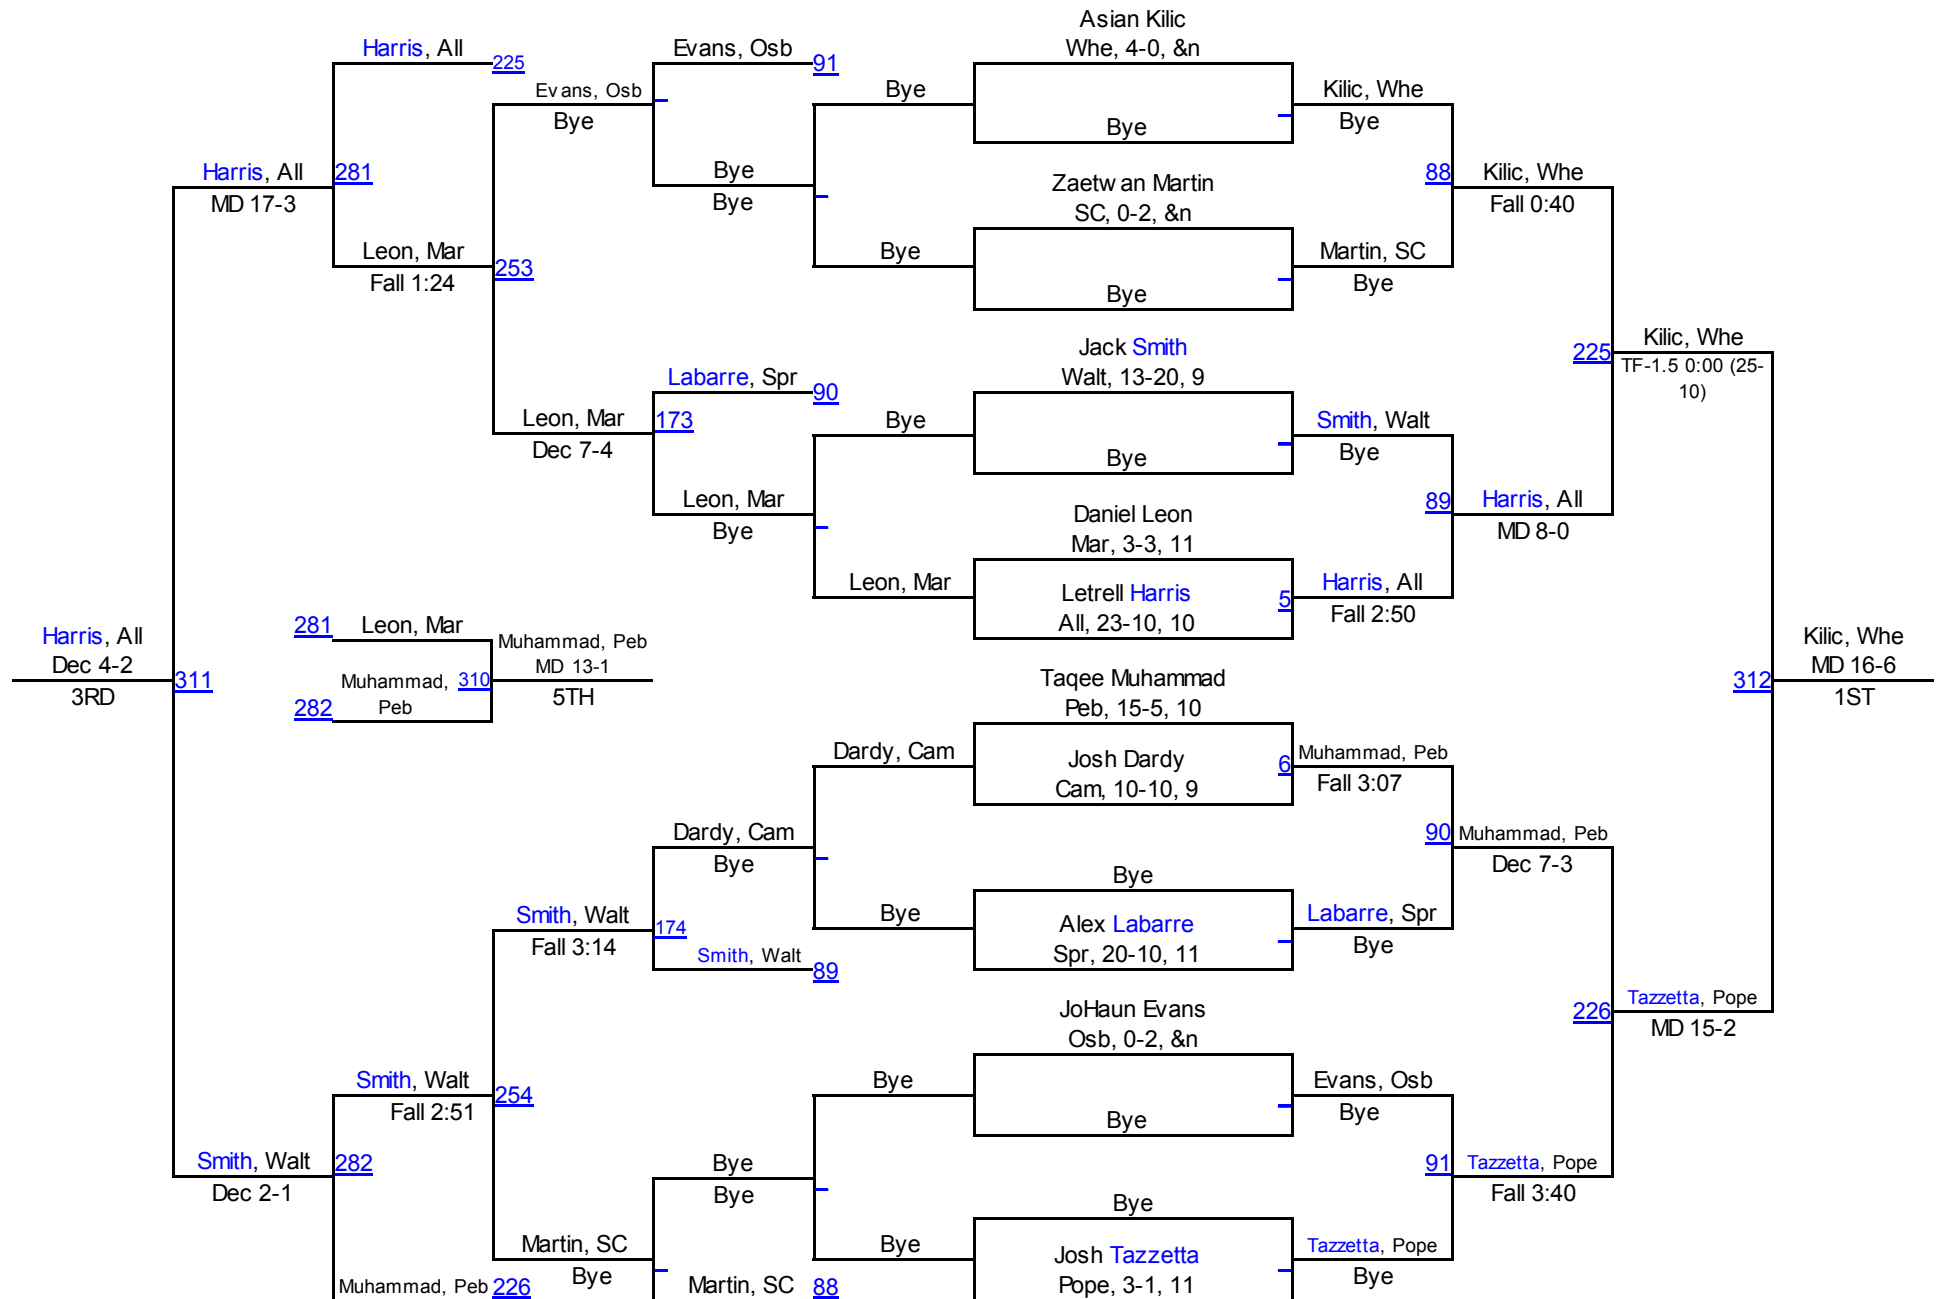 Asian Kilic
Harris, All
Evans, Osb
Whe, 4-0, &n
225
91
Evans, Osb
Bye
Kilic, Whe
Bye
Bye
Bye
Harris, All
281
Bye
88
Kilic, Whe
MD 17-3
Bye
Zaetwan Martin
Fall 0:40
SC, 0-2, &n
Leon, Mar
253
Bye
Martin, SC
Fall 1:24
Bye
Bye
Jack Smith
Kilic, Whe
225
Labarre, Spr
90
Walt, 13-20, 9
TF-1.5 0:00 (25-
10)
Leon, Mar
173
Bye
Smith, Walt
Dec 7-4
Bye
Bye
Leon, Mar
89
Harris, All
Bye
Daniel Leon
MD 8-0
Mar, 3-3, 11
Leon, Mar
Letrell Harris
5
Harris, All
All, 23-10, 10
Fall 2:50
281
Leon, Mar
Harris, All
Muhammad, Peb
Kilic, Whe
Dec 4-2
MD 13-1
MD 16-6
311
Muhammad,
310
Taqee Muhammad
312
3RD
Peb
5TH
1ST
282
Peb, 15-5, 10
Dardy, Cam
Josh Dardy
6
Muhammad, Peb
Cam, 10-10, 9
Fall 3:07
Dardy, Cam
90
Muhammad, Peb
Bye
Dec 7-3
Bye
Smith, Walt
174
Bye
Alex Labarre
Labarre, Spr
Fall 3:14
Spr, 20-10, 11
Bye
Smith, Walt
89
JoHaun Evans
226
Tazzetta, Pope
Osb, 0-2, &n
MD 15-2
Smith, Walt
254
Bye
Evans, Osb
Fall 2:51
Bye
Bye
Smith, Walt
282
Bye
91
Tazzetta, Pope
Dec 2-1
Bye
Bye
Fall 3:40
Martin, SC
Bye
Josh Tazzetta
Tazzetta, Pope
Bye
Pope, 3-1, 11
Bye
Muhammad, Peb
226
Martin, SC
88